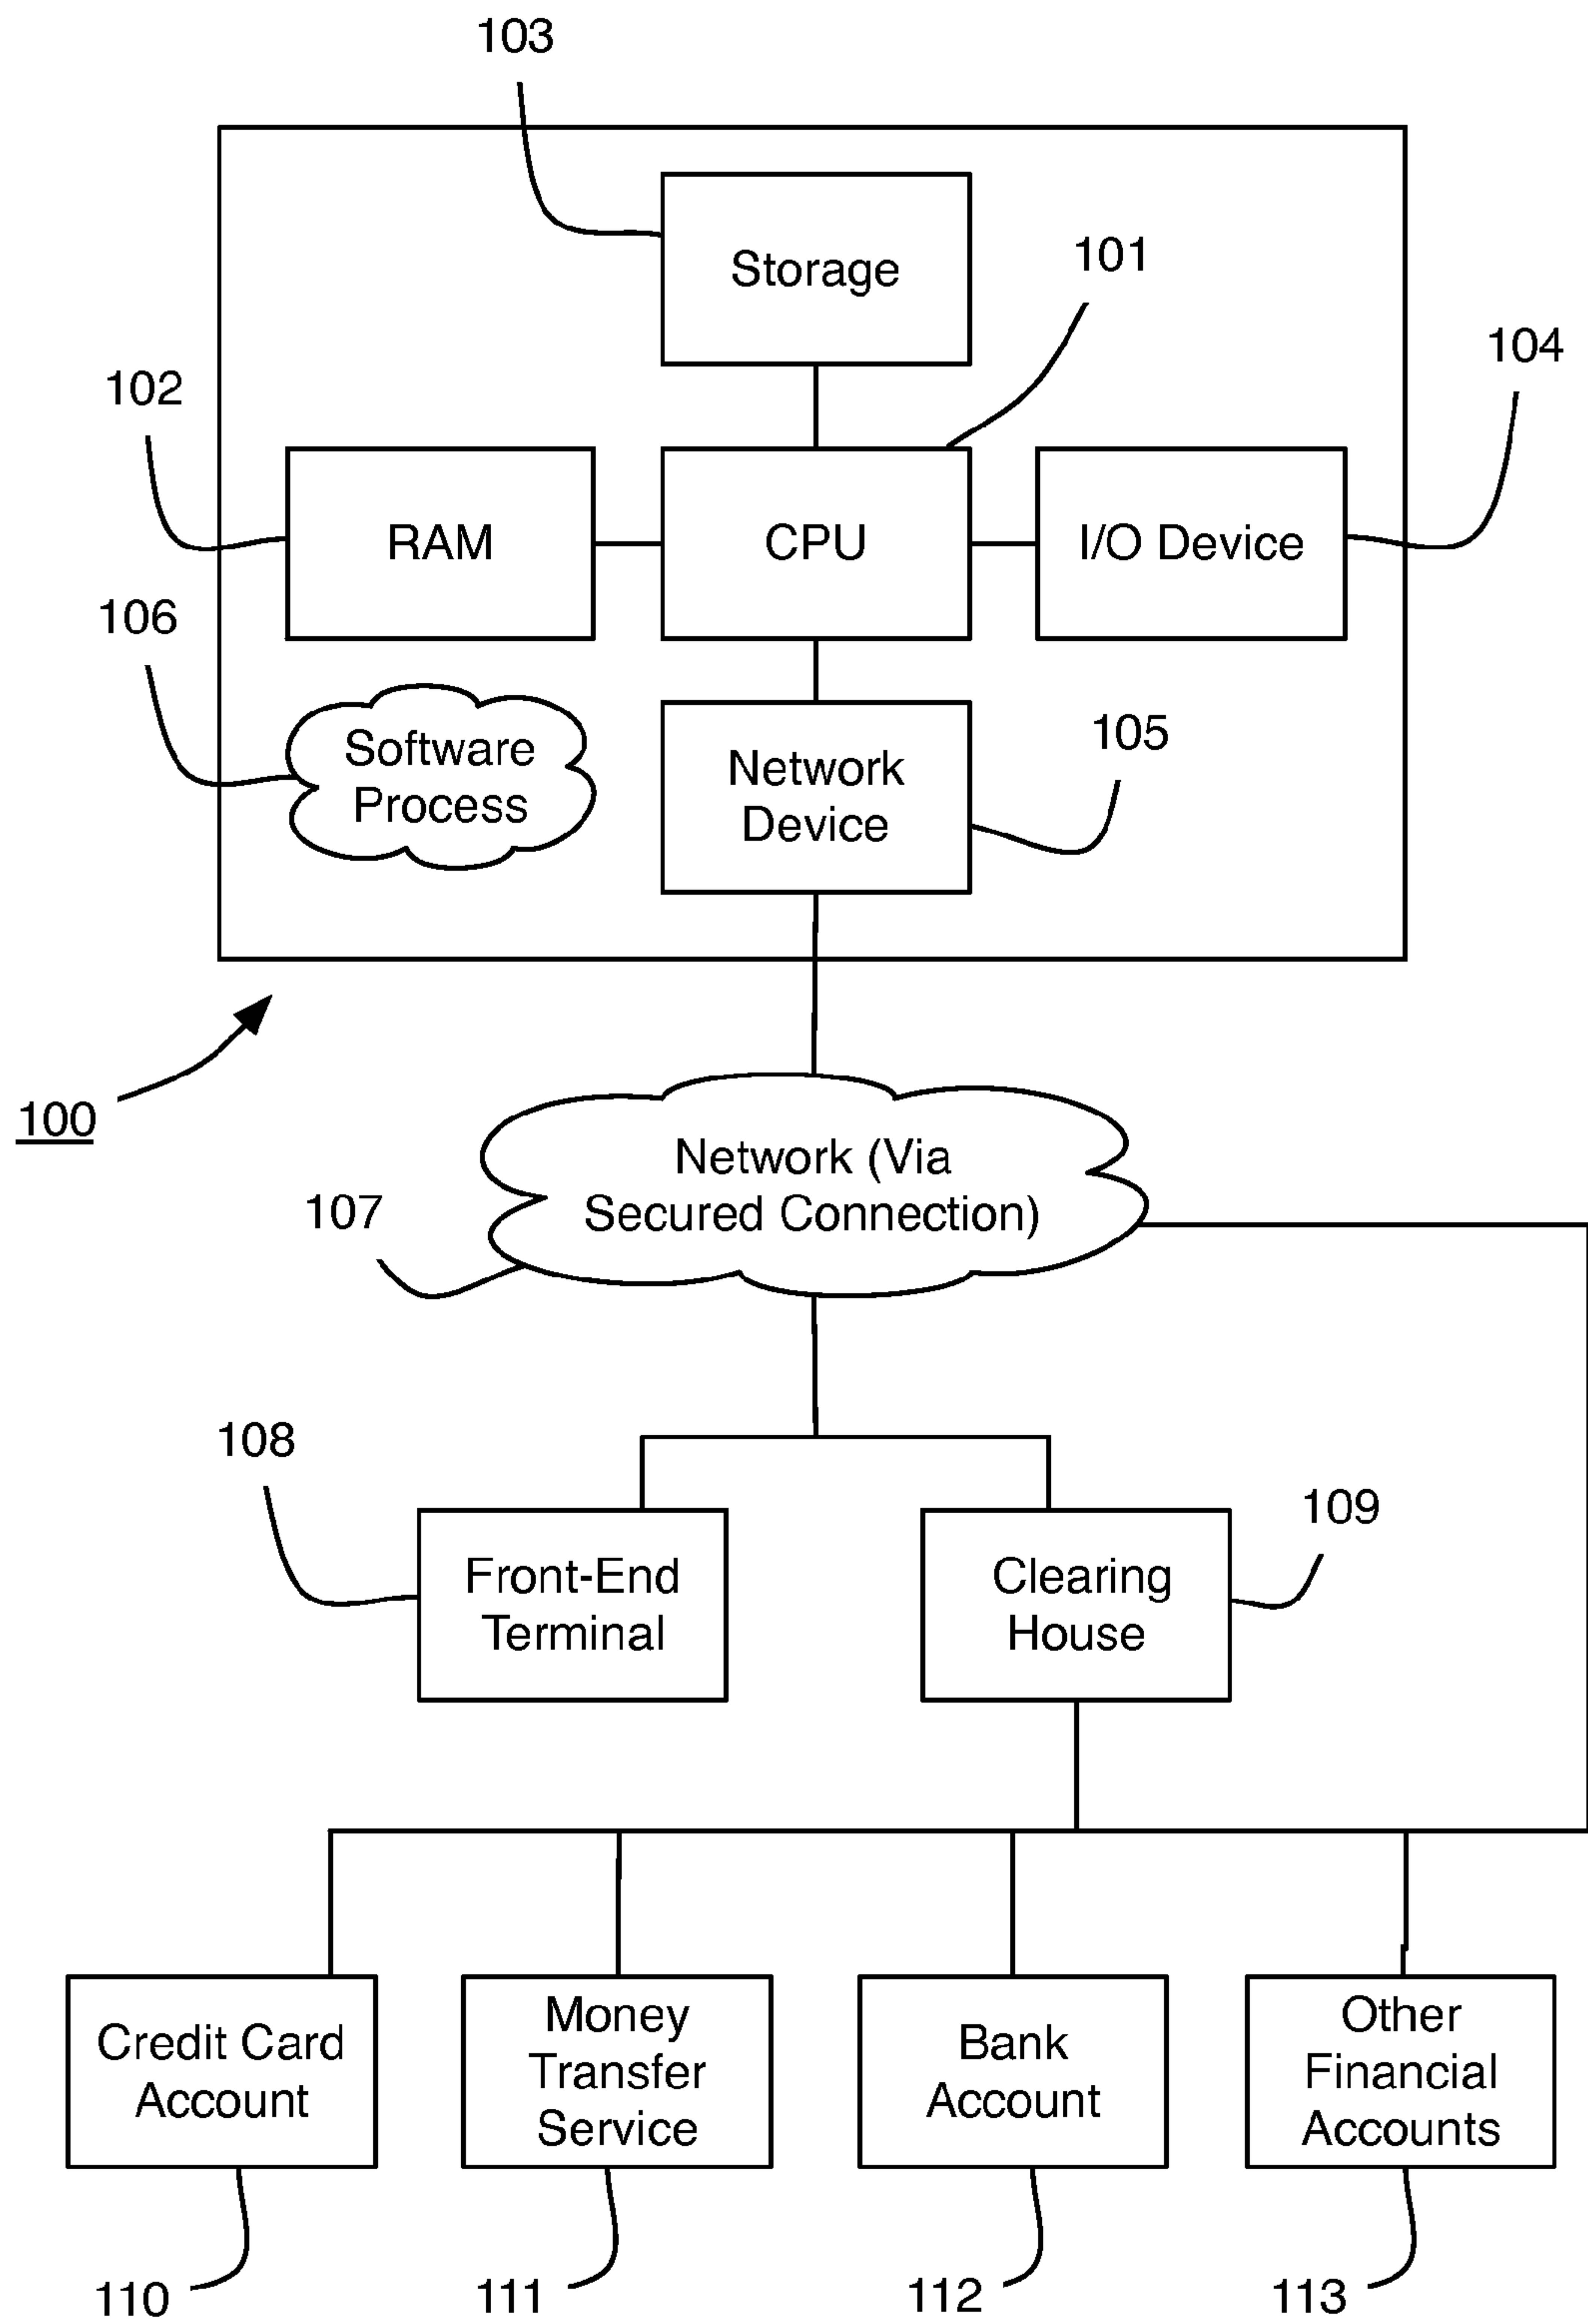 103
Storage
101
104
102
RAM
CPU
I/O Device
106
Software
Process
Network
Device
105
100
Network (Via
Secured Connection)
107
108
109
Front-End
Terminal
Clearing
House
Credit Card
Account
Money
Transfer
Service
Bank
Account
Other
Financial
Accounts
110
111
112
113